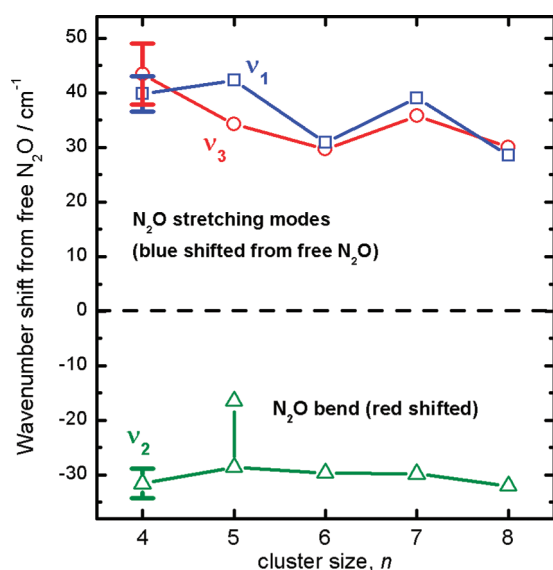 Wavenumber shift from free N₂O / cm⁻¹
50
40
30
20
10
0
-10
-20
-30
ν₁
ν₃
N₂O stretching modes
(blue shifted from free N₂O)
N₂O bend (red shifted)
ν₂
4 5 6 7 8
cluster size, n